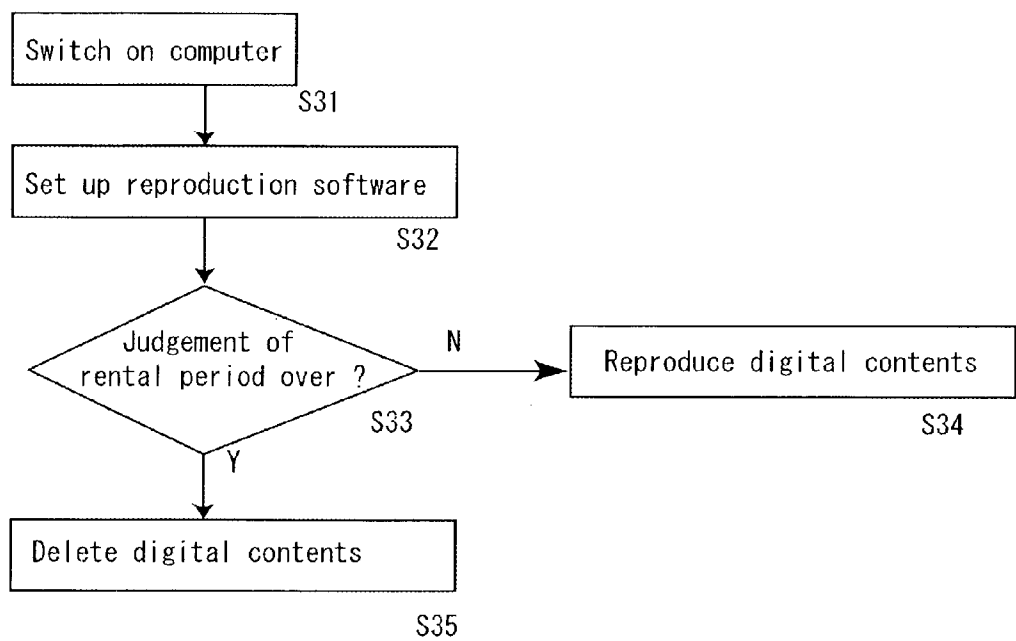 Switch on computer
S31
Set up reproduction software
S32
Judgement of
rental period over ?
S33
N
Reproduce digital contents
S34
Y
Delete digital contents
S35